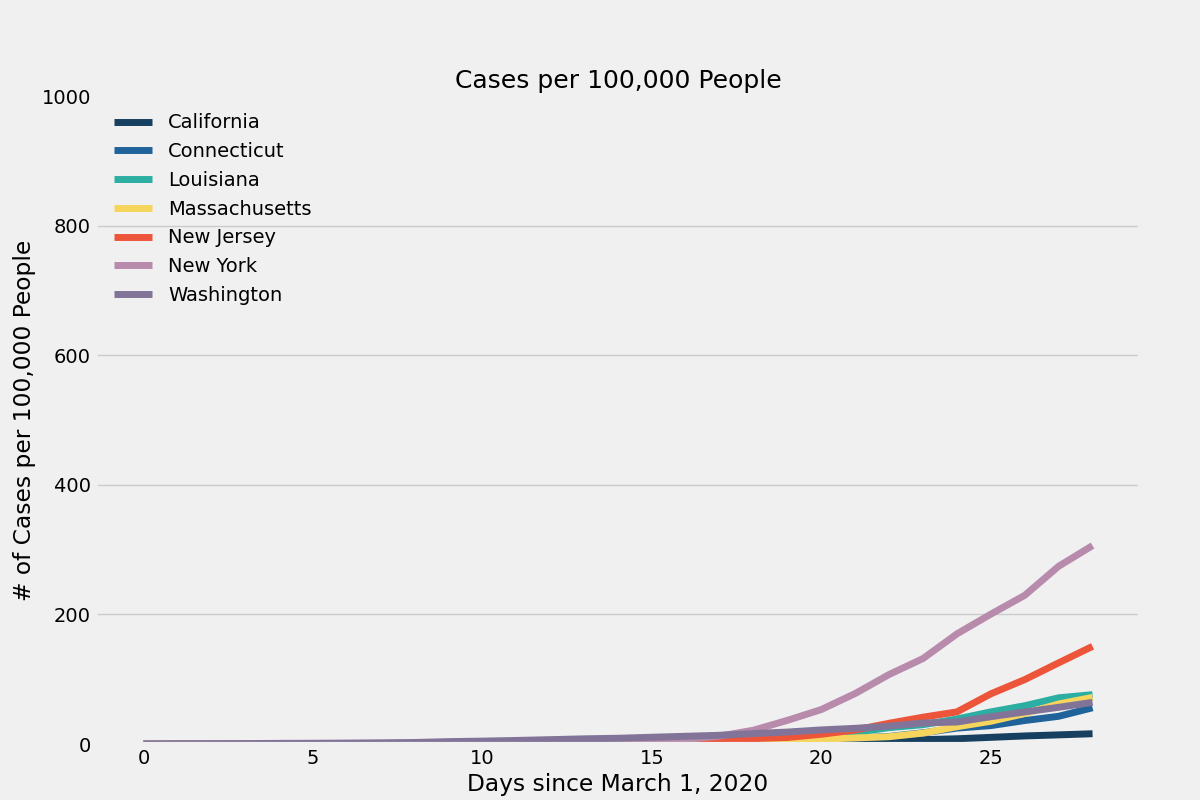 Cases per 100,000 People
1000
800
600
400
200
0
# of Cases per 100,000 People
California
Connecticut
Louisiana
Massachusetts
New Jersey
New York
Washington
0 5 10 15 20 25
Days since March 1, 2020